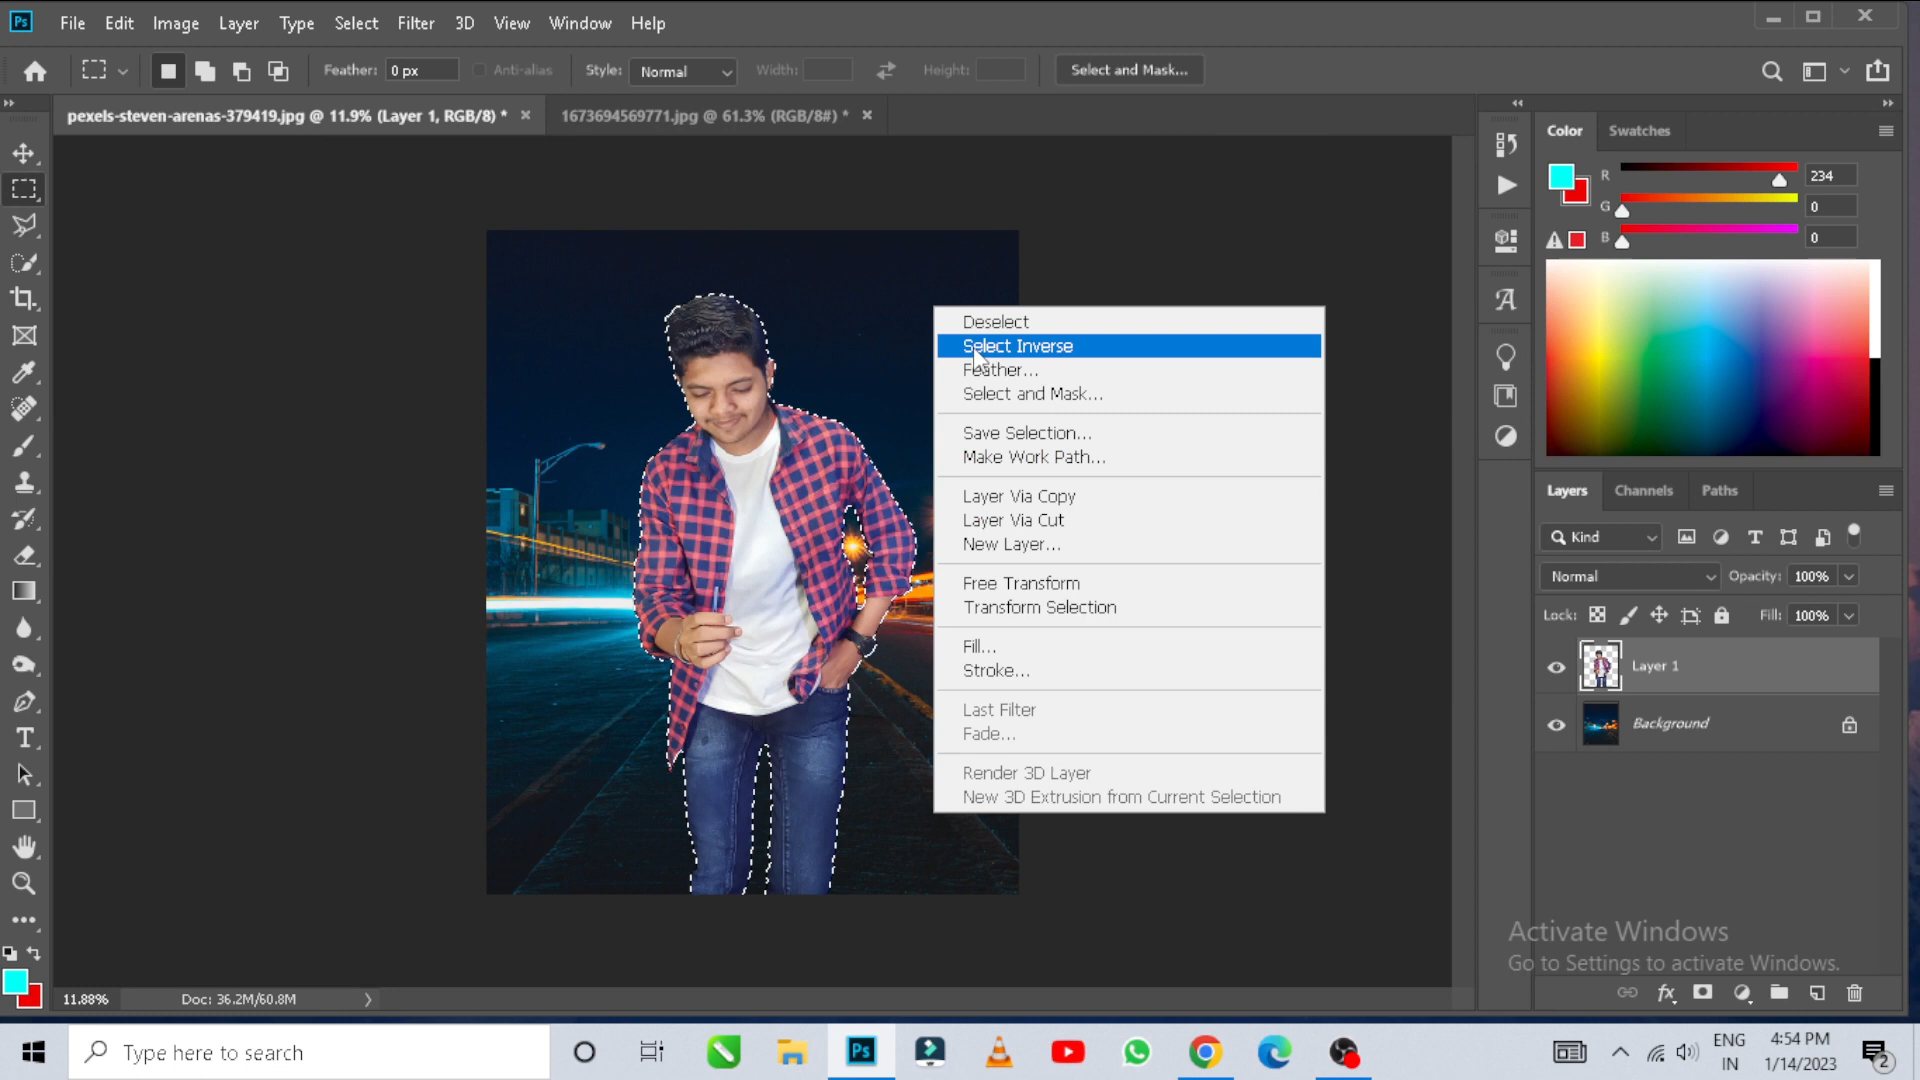 Ps File Edit Image Layer Type Select Filter 3D View Window Help
Feather: 0 px Anti-alias Style: Normal Width: Height: Select and Mask...
pexels-steven-arenas-379419.jpg @ 11.9% (Layer 1, RGB/8) * × 1673694569771.jpg @ 61.3% (RGB/8#) * ×
Color Swatches
R 234
G 0
B 0
Deselect
Select Inverse
Feather...
Select and Mask...
Save Selection...
Make Work Path...
Layer Via Copy
Layer Via Cut
New Layer...
Free Transform
Transform Selection
Fill...
Stroke...
Last Filter
Fade...
Render 3D Layer
New 3D Extrusion from Current Selection
Layers Channels Paths
Kind
Normal Opacity: 100%
Lock: Fill: 100%
Layer 1
Background
Activate Windows
Go to Settings to activate Windows.
11.88% Doc: 36.2M/60.8M
Type here to search
Ps
ENG
IN
4:54 PM
1/14/2023
2